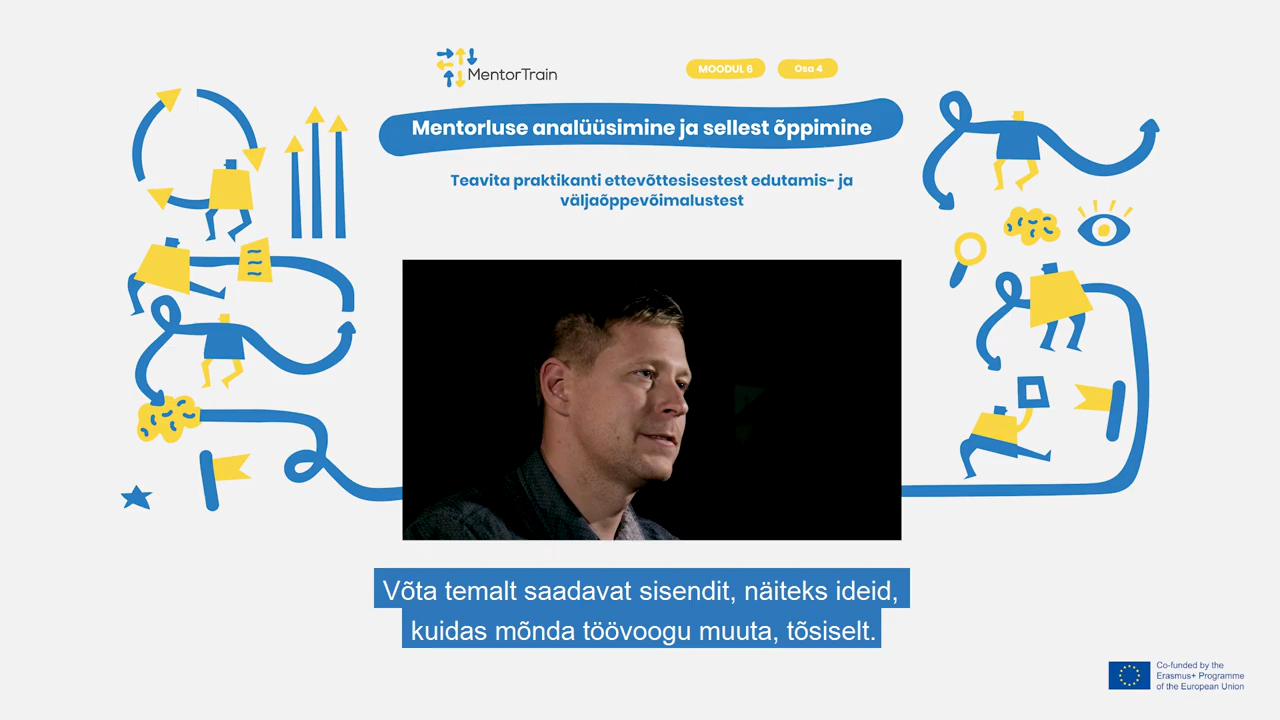 MentorTrain
MOODUL 6
Osa 4
Mentorluse analüüsimine ja sellest õppimine
Teavita praktikanti ettevõttesisestest edutamis- ja
väljaõppevõimalustest
Võta temalt saadavat sisendit, näiteks ideid,
kuidas mõnda töövoogu muuta, tõsiselt.
Co-funded by the
Erasmus+ Programme
of the European Union